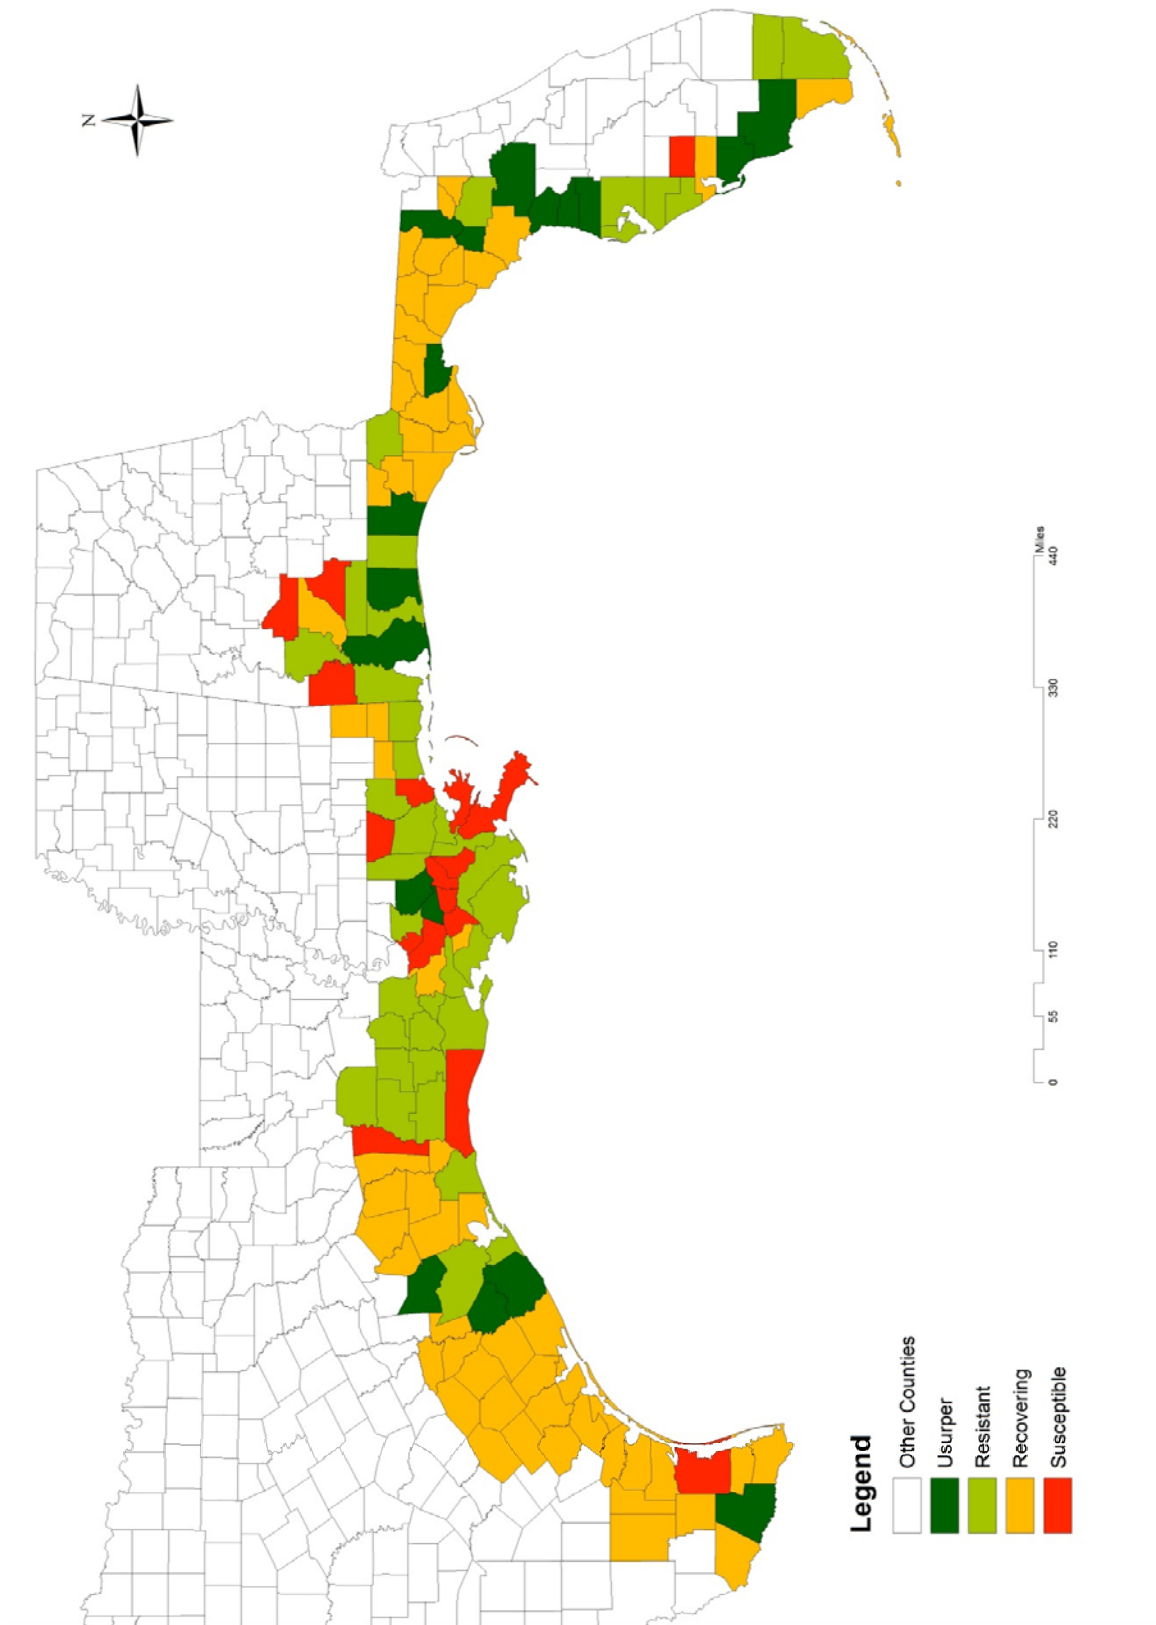 N
Legend
Other Counties
Usurper
Resistant
Recovering
Susceptible
0 55 110 220 330 440
Miles